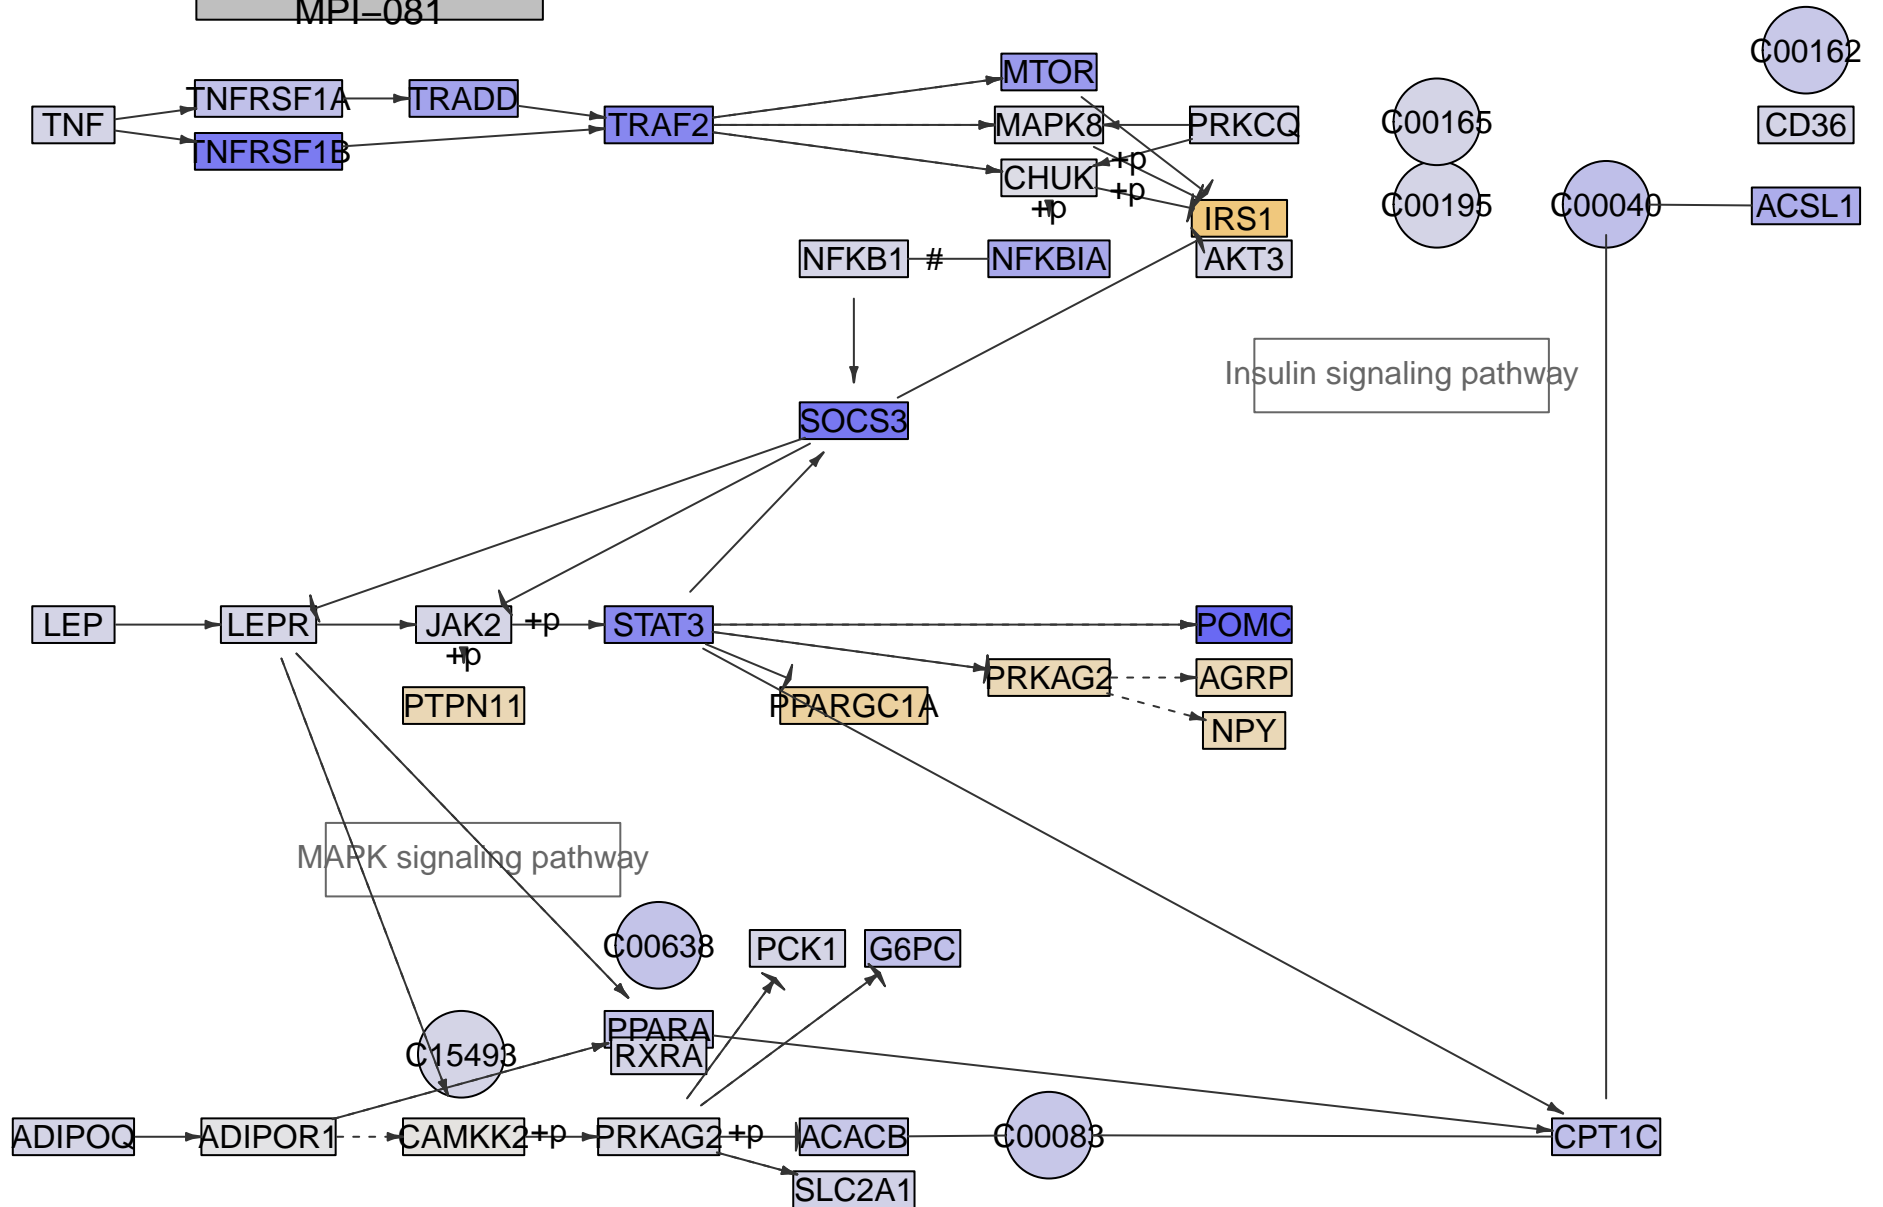 MPI−081
C00162
MTOR
TNFRSF1A
TRADD
TNF
TRAF2
MAPK8
PRKCQ
C00165
CD36
TNFRSF1B
+p
CHUK
+p
+p
C00195
C00040
ACSL1
IRS1
NFKB1
#
NFKBIA
AKT3
Insulin signaling pathway
SOCS3
LEP
LEPR
JAK2
+p
STAT3
POMC
+p
PRKAG2
AGRP
PTPN11
PPARGC1A
NPY
MAPK signaling pathway
C00638
PCK1
G6PC
PPARA
C15493
RXRA
ADIPOQ
ADIPOR1
CAMKK2
+p
PRKAG2
+p
ACACB
C00083
CPT1C
SLC2A1